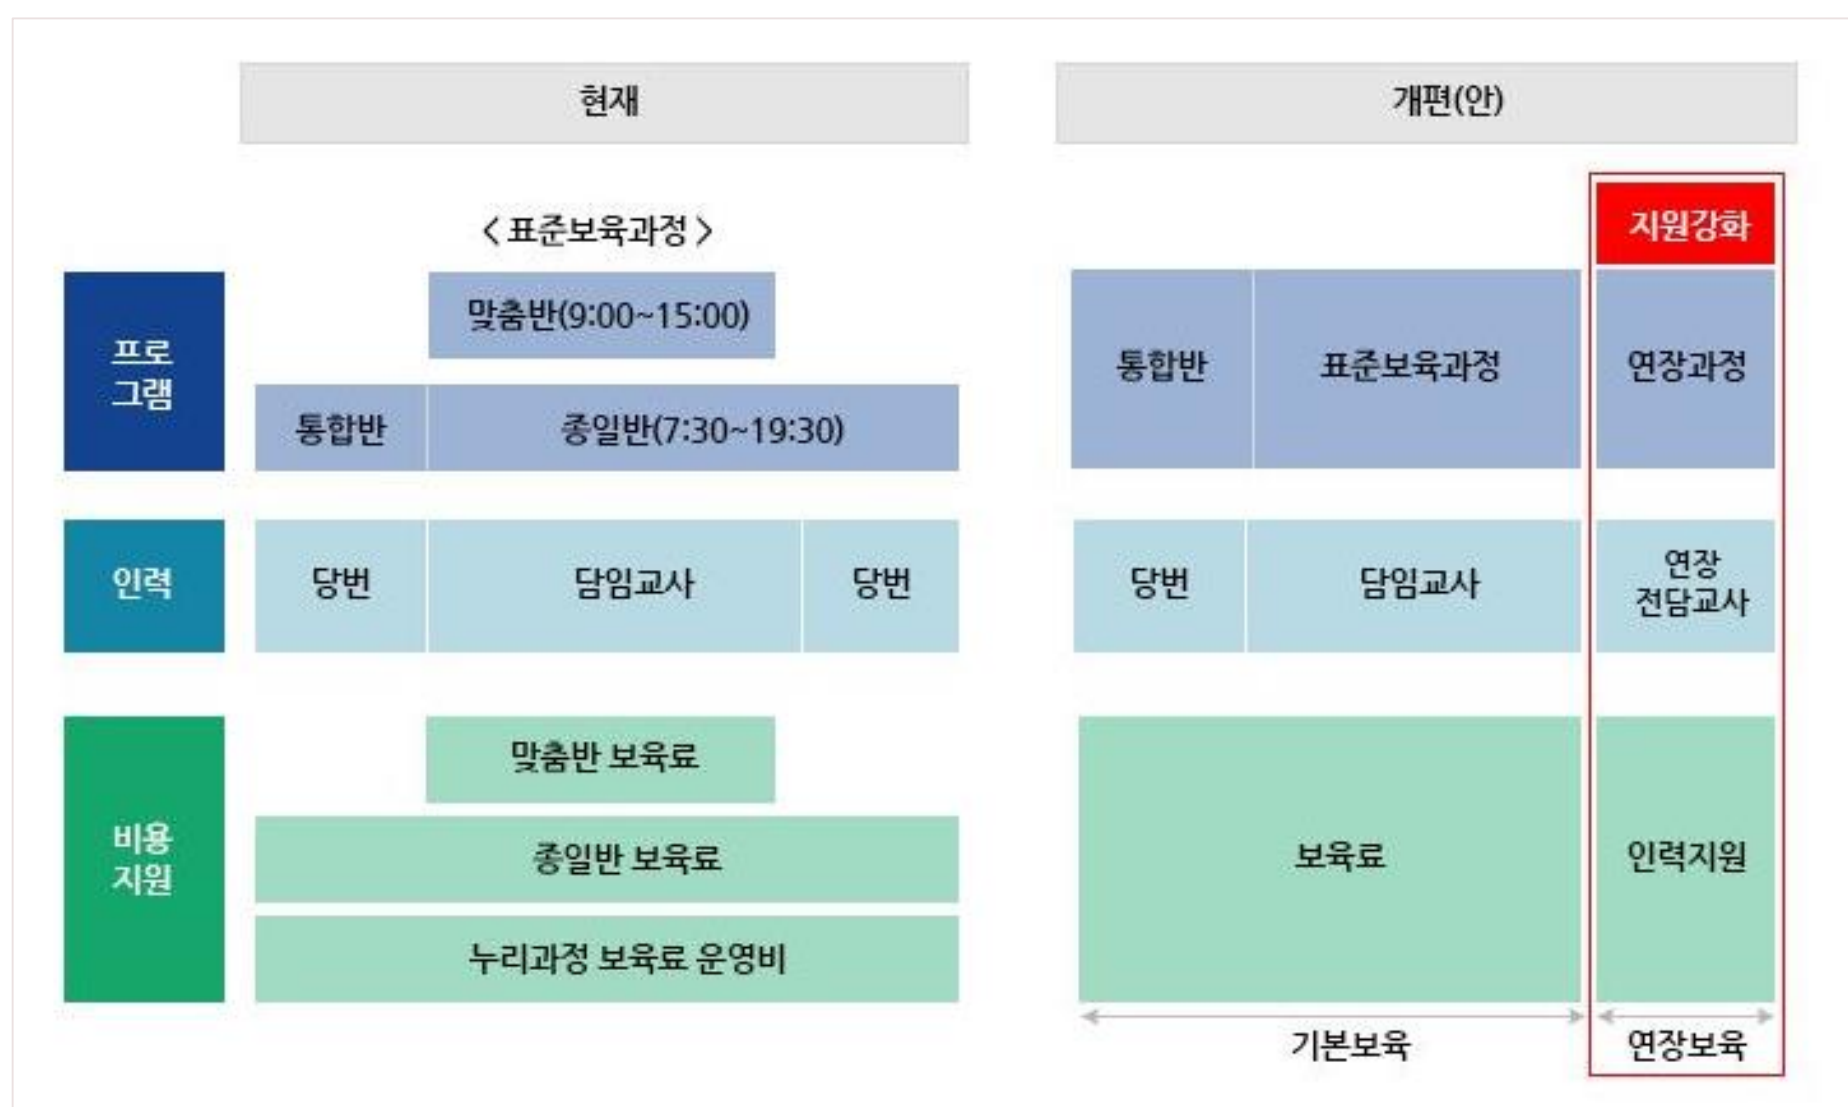 현재
개편(안)
< 표준보육과정 >
지원강화
프로
그램
맞춤반(9:00~15:00)
통합반
종일반(7:30~19:30)
통합반
표준보육과정
연장과정
인력
당번
담임교사
당번
당번
담임교사
연장
전담교사
비용
지원
맞춤반 보육료
종일반 보육료
누리과정 보육료 운영비
보육료
인력지원
기본보육
연장보육